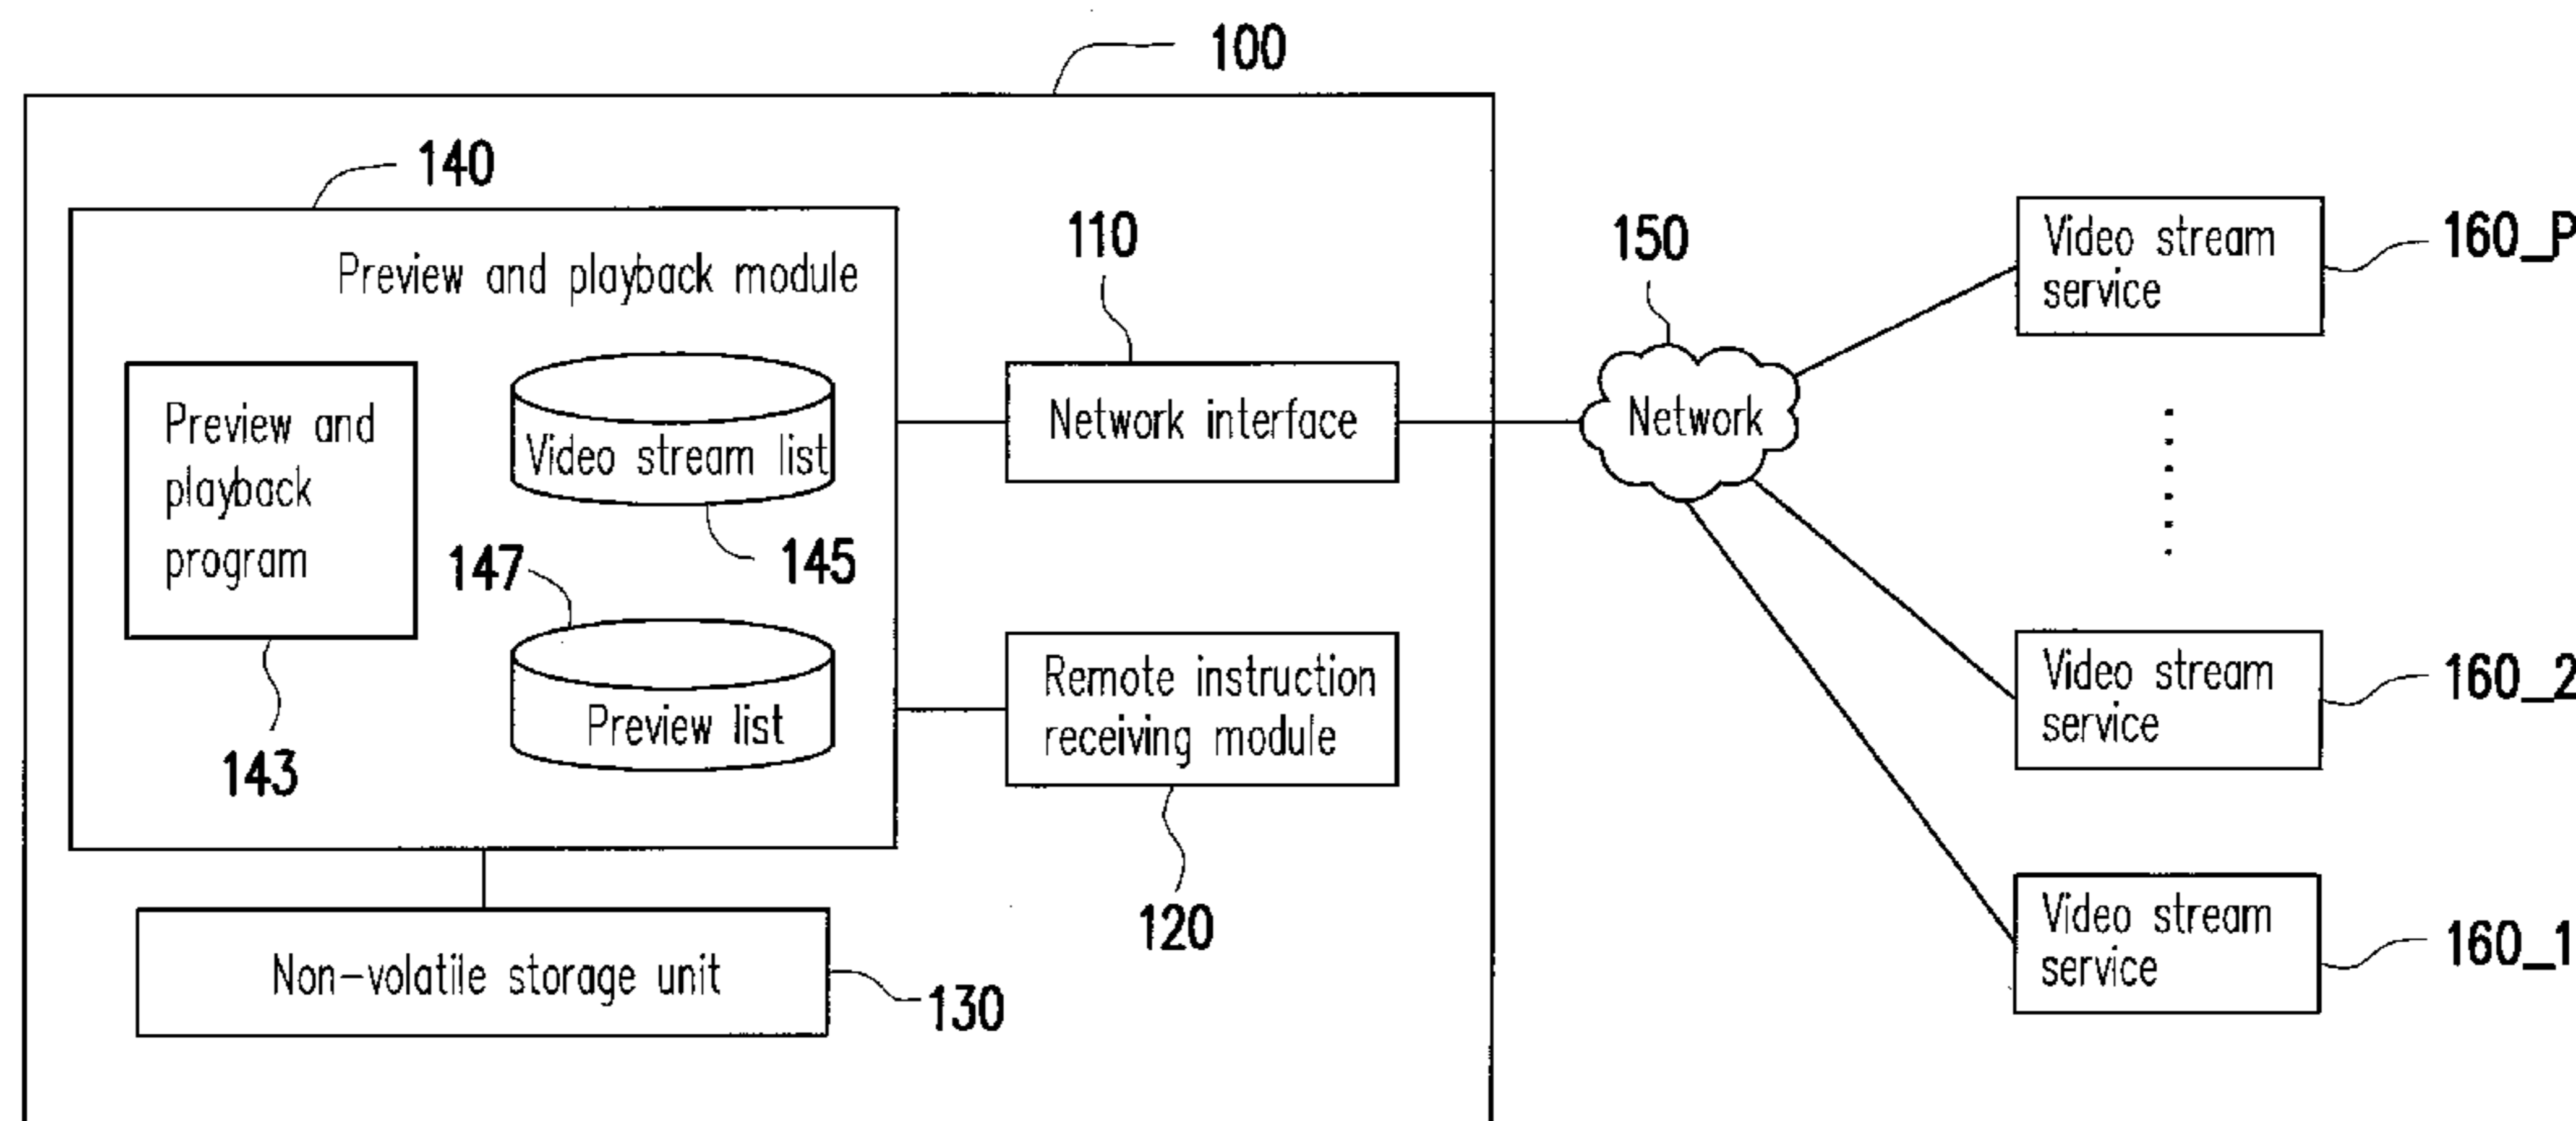 100
140
Preview and playback module
110
150
Video stream
service
160_P
Preview and
playback
program
Video stream list
Network interface
Network
147
145
143
Preview list
Remote instruction
receiving module
Video stream
service
160_2
120
Video stream
service
160_1
Non-volatile storage unit
130